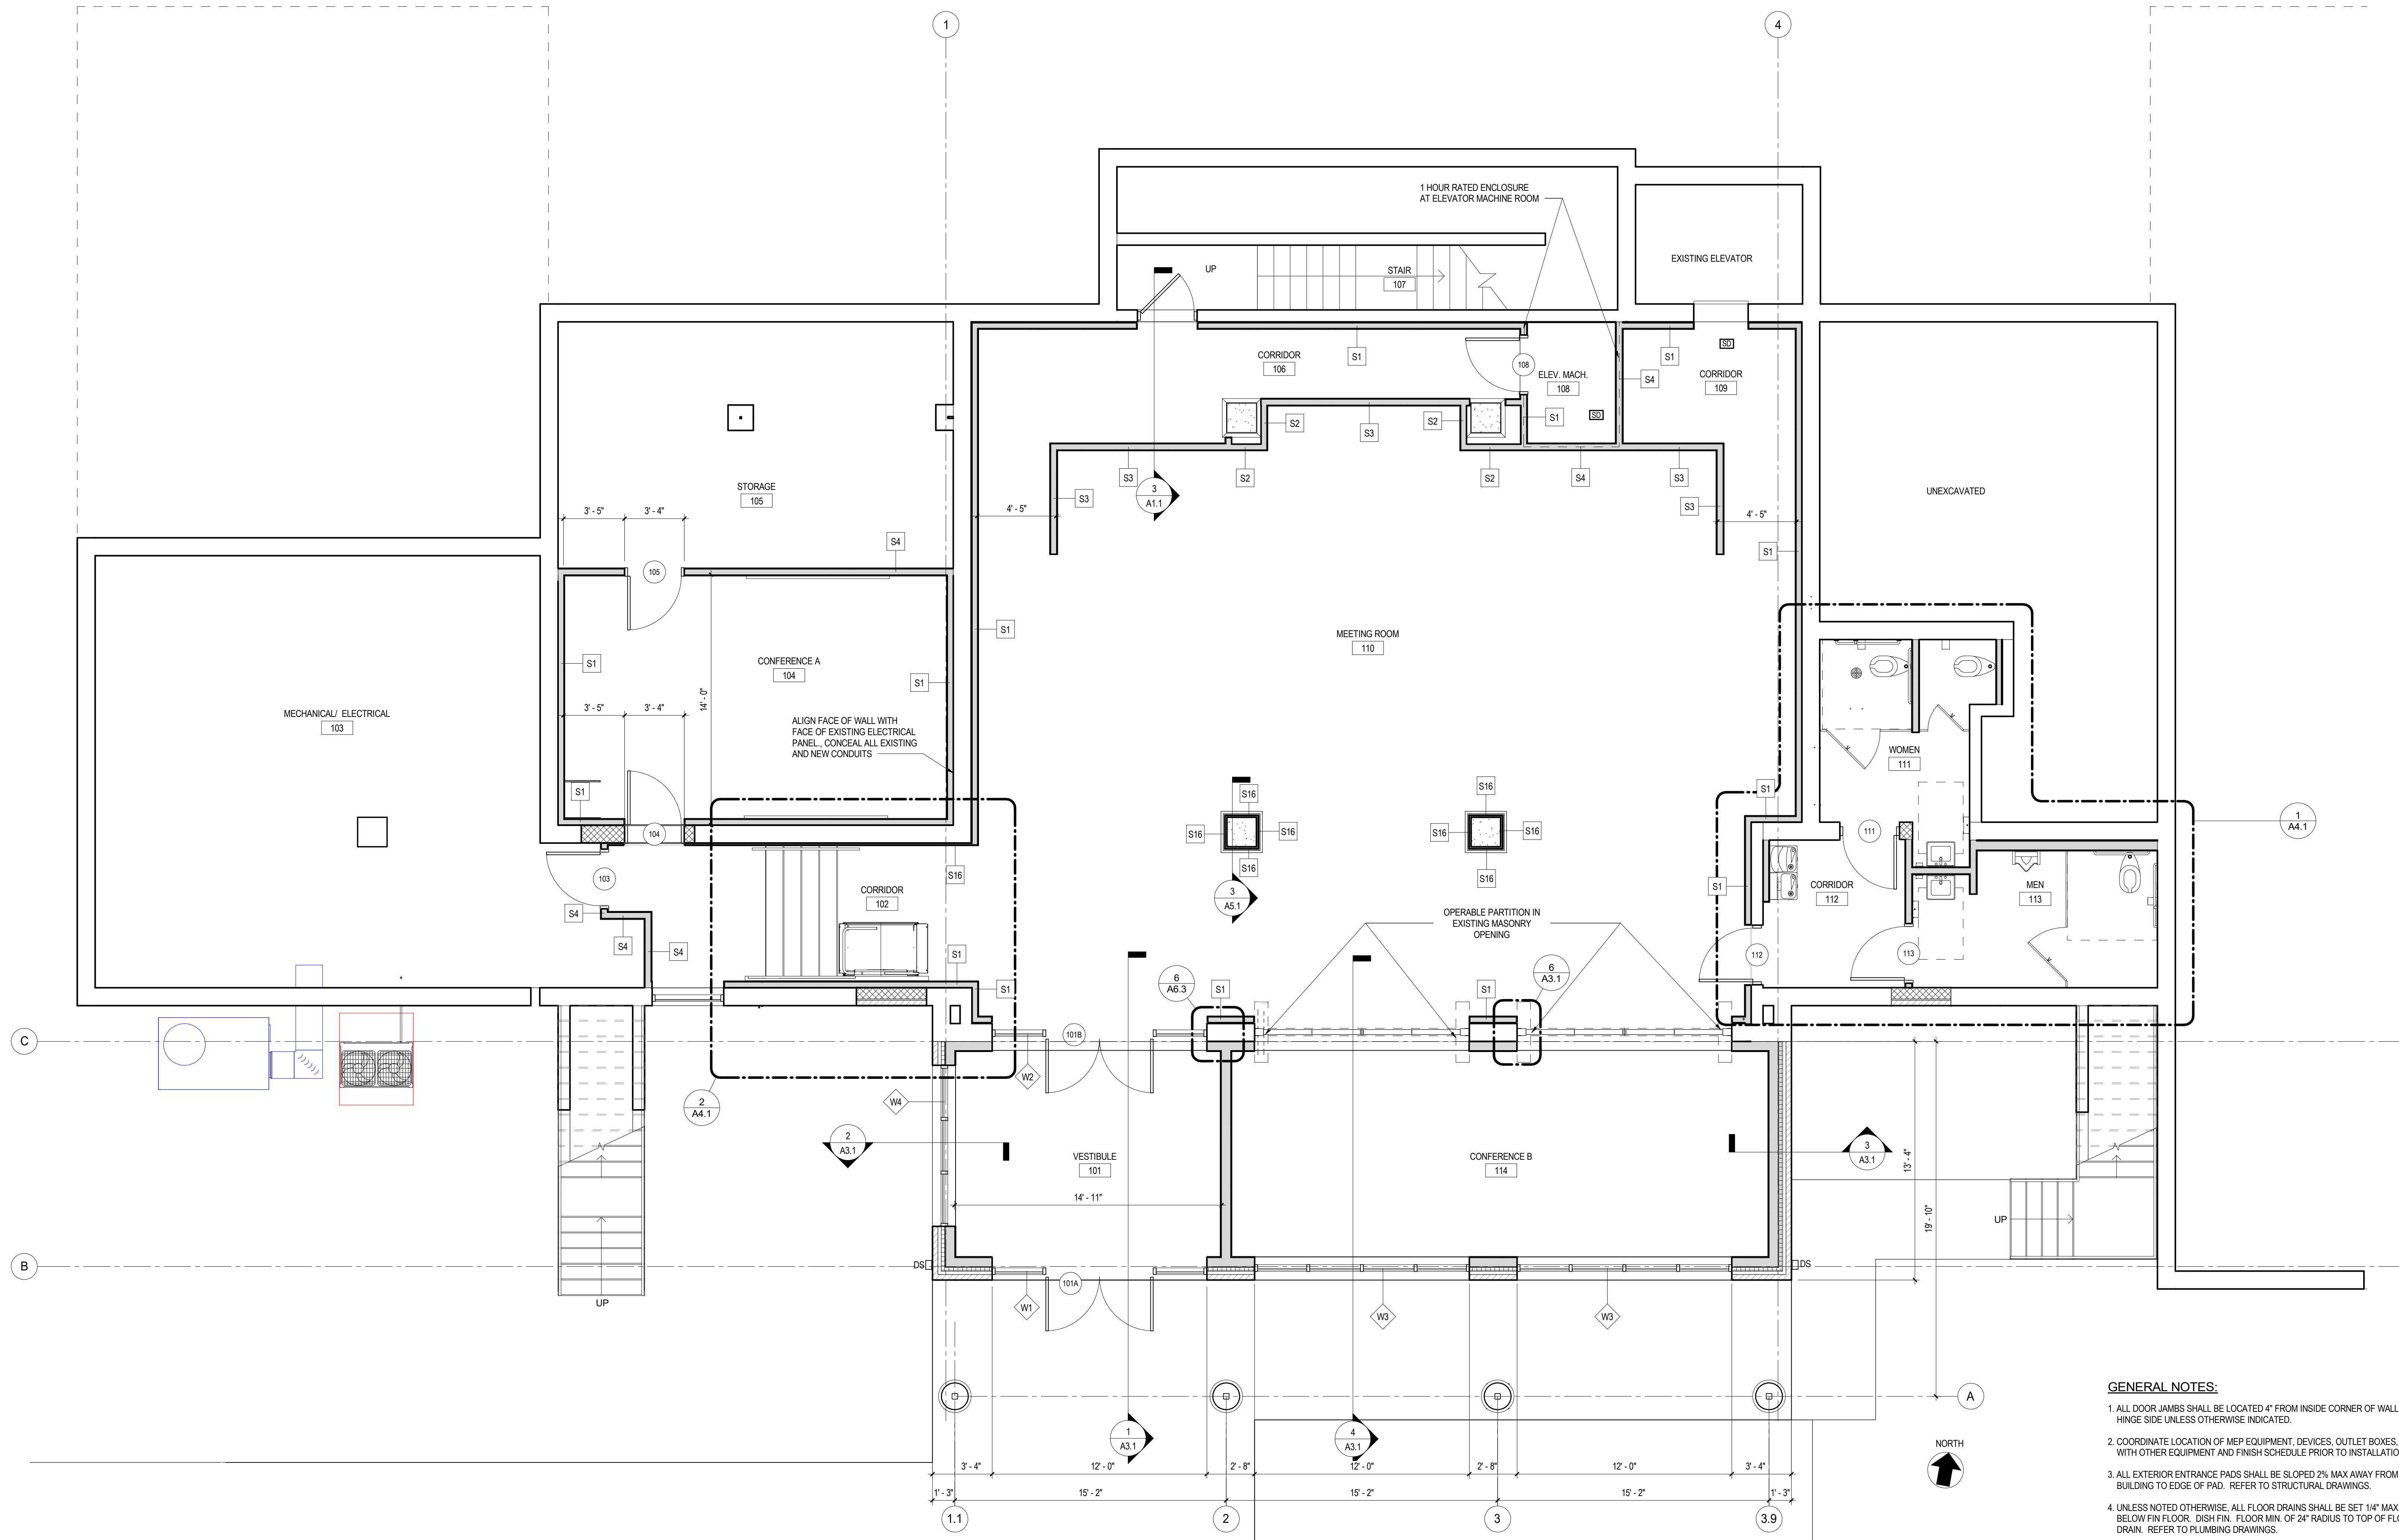 1
4
1 HOUR RATED ENCLOSURE
AT ELEVATOR MACHINE ROOM
EXISTING ELEVATOR
UP
STAIR
107
SD
CORRIDOR
106
S1
108
ELEV. MACH.
108
S1
S4
CORRIDOR
109
SD
S1
S2
S3
S2
S3
S2
S2
S4
S3
S3
3
A1.1
S3
STORAGE
105
UNEXCAVATED
3' - 5"
3' - 4"
4' - 5"
4' - 5"
S4
S1
105
S1
MEETING ROOM
110
S1
CONFERENCE A
104
S1
14' - 0"
3' - 5"
3' - 4"
MECHANICAL/ ELECTRICAL
103
ALIGN FACE OF WALL WITH
FACE OF EXISTING ELECTRICAL
PANEL., CONCEAL ALL EXISTING
AND NEW CONDUITS
WOMEN
111
S1
S1
S16
S16
S16
S16
S16
S16
S16
S16
104
111
1
A4.1
103
S16
CORRIDOR
102
3
A5.1
S1
CORRIDOR
112
MEN
113
S4
S4
S4
OPERABLE PARTITION IN
EXISTING MASONRY
OPENING
S1
112
113
6
A6.3
6
A3.1
S1
S1
S1
C
101B
W2
W4
2
A4.1
2
A3.1
3
A3.1
VESTIBULE
101
CONFERENCE B
114
13' - 4"
14' - 11"
19' - 10"
UP
B
DS
DS
101A
UP
W1
W3
W3
A
1
A3.1
4
A3.1
3' - 4"
12' - 0"
2' - 8"
12' - 0"
2' - 8"
12' - 0"
3' - 4"
1' - 3"
15' - 2"
15' - 2"
15' - 2"
1' - 3"
1.1
2
3
3.9
NORTH
GENERAL NOTES:
1. ALL DOOR JAMBS SHALL BE LOCATED 4" FROM INSIDE CORNER OF WALL
HINGE SIDE UNLESS OTHERWISE INDICATED.
2. COORDINATE LOCATION OF MEP EQUIPMENT, DEVICES, OUTLET BOXES,
WITH OTHER EQUIPMENT AND FINISH SCHEDULE PRIOR TO INSTALLATIO
3. ALL EXTERIOR ENTRANCE PADS SHALL BE SLOPED 2% MAX AWAY FROM
BUILDING TO EDGE OF PAD. REFER TO STRUCTURAL DRAWINGS.
4. UNLESS NOTED OTHERWISE, ALL FLOOR DRAINS SHALL BE SET 1/4" MAX
BELOW FIN FLOOR. DISH FIN. FLOOR MIN. OF 24" RADIUS TO TOP OF FL
DRAIN. REFER TO PLUMBING DRAWINGS.